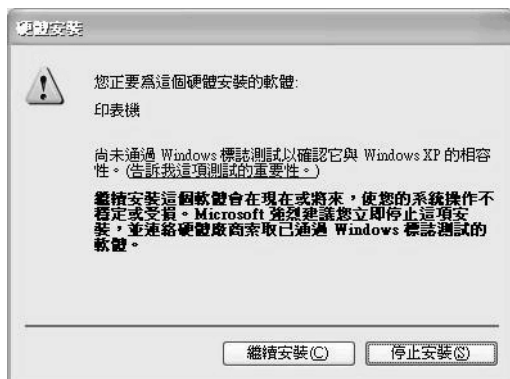 硬體安裝
您正要為這個硬體安裝的軟體:
印表機
尚未通過 Windows 標誌測試以確認它與 Windows XP 的相容
性。(告訴我這項測試的重要性。)
繼續安裝這個軟體會在現在或將來，使您的系統操作不
穩定或受損。Microsoft 強烈建議您立即停止這項安
裝，並連絡硬體廠商索取已通過 Windows 標誌測試的
軟體。
繼續安裝(C) 停止安裝(S)